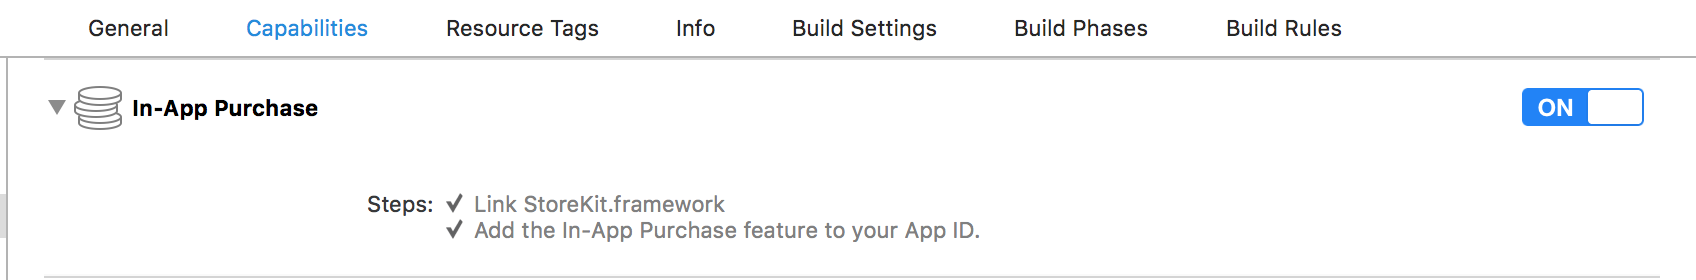 General Capabilities Resource Tags Info Build Settings Build Phases Build Rules
In-App Purchase ON
Steps: ✓ Link StoreKit.framework
✓ Add the In-App Purchase feature to your App ID.